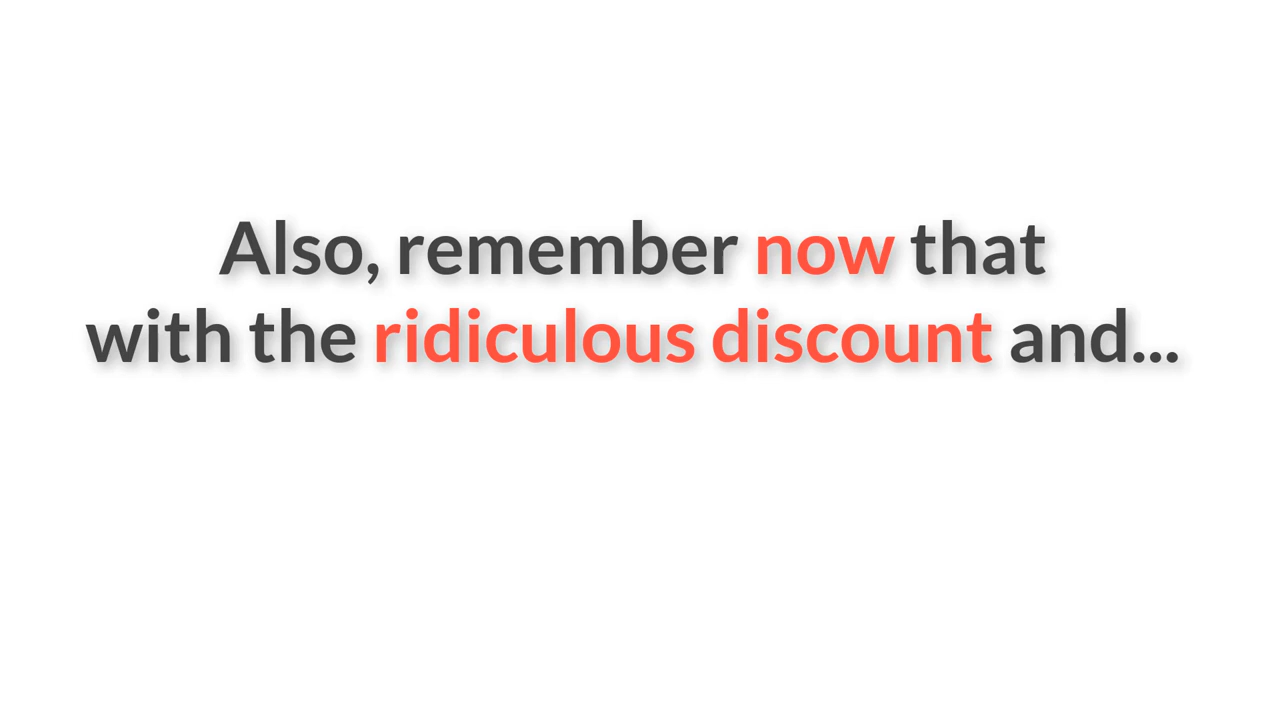 Also, remember now that
with the ridiculous discount and...